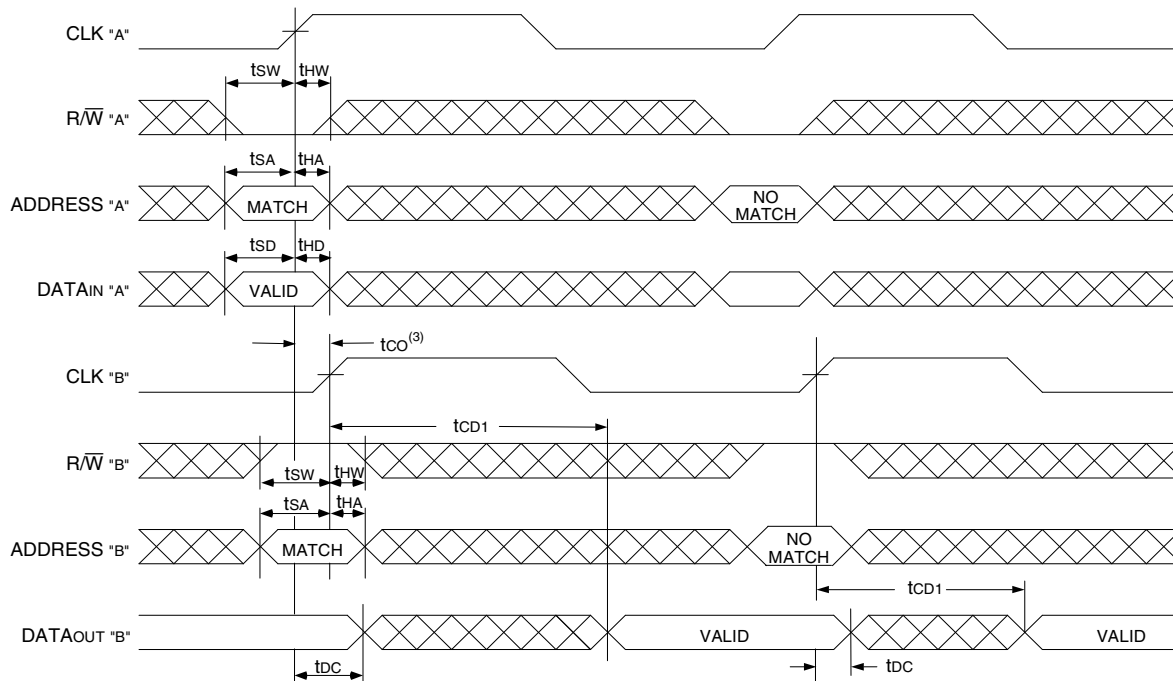 CLK "A"
tSW tHW
R/W̅ "A"
tSA tHA
ADDRESS "A" MATCH NO MATCH
tSD tHD
DATAIN "A" VALID
tCO(3)
CLK "B"
tCD1
R/W̅ "B"
tSW tHW
tSA tHA
ADDRESS "B" MATCH NO MATCH
tCD1
DATAOUT "B" VALID VALID
tDC tDC